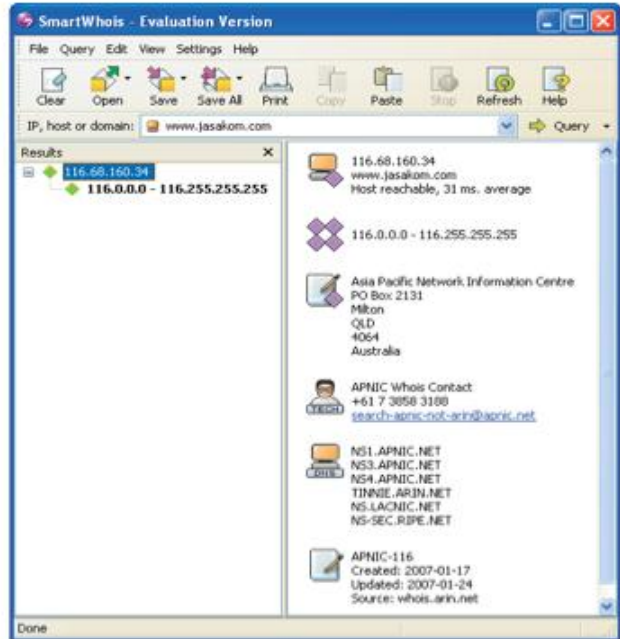 SmartWhois - Evaluation Version
File Query Edit View Settings Help
Clear Open Save Save All Print Copy Paste Stop Refresh Help
IP, host or domain: www.jasakom.com Query
Results
116.68.160.34
116.0.0.0 - 116.255.255.255
116.68.160.34
www.jasakom.com
Host reachable, 31 ms. average
116.0.0.0 - 116.255.255.255
Asia Pacific Network Information Centre
PO Box 2131
Milton
QLD
4064
Australia
TECH
APNIC Whois Contact
+61 7 3858 3188
search-apnic-not-arin@apnic.net
DNS
NS1.APNIC.NET
NS3.APNIC.NET
NS4.APNIC.NET
TINNIE.ARIN.NET
NS.LACNIC.NET
NS-SEC.RIPE.NET
APNIC-116
Created: 2007-01-17
Updated: 2007-01-24
Source: whois.arin.net
Done